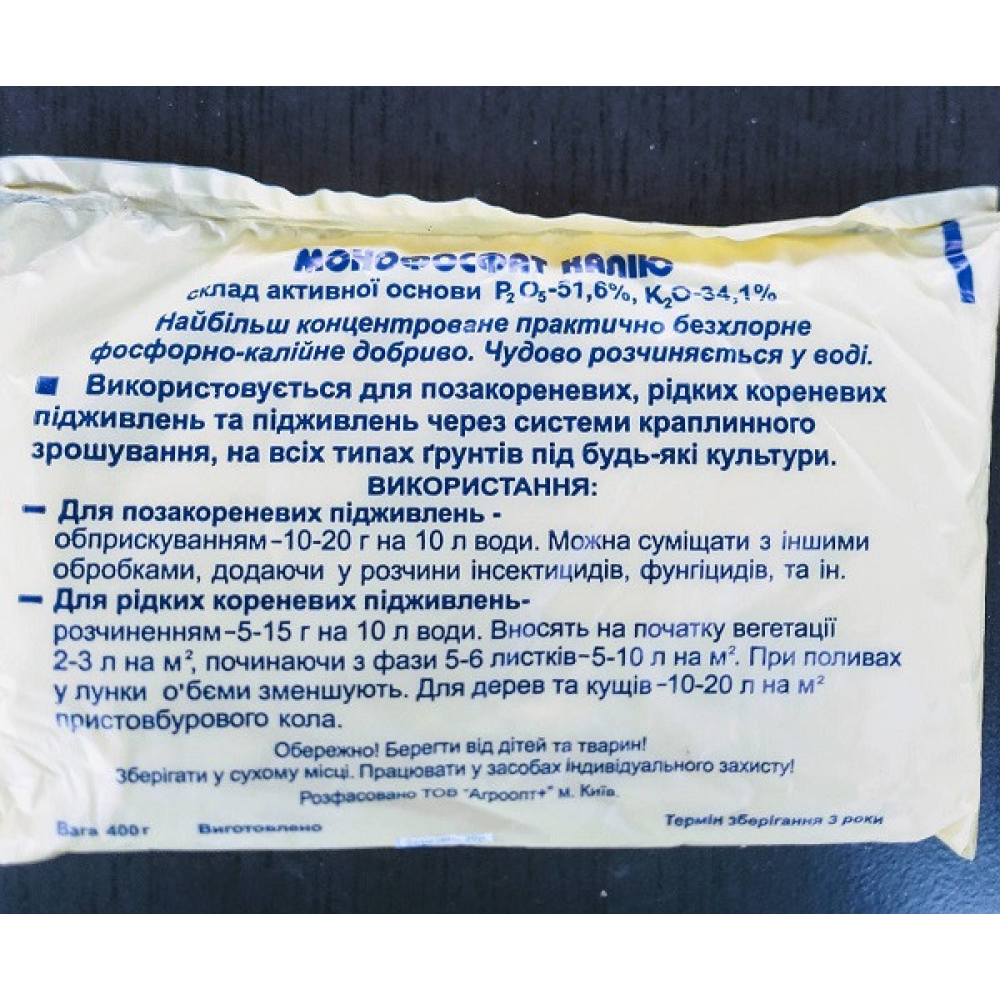 МОНОФОСФАТ КАЛІЮ
склад активної основи P₂O₅-51,6%, K₂O-34,1%
Найбільш концентроване практично безхлорне
фосфорно-калійне добриво. Чудово розчиняється у воді.
Використовується для позакореневих, рідких кореневих
підживлень та підживлень через системи краплинного
зрошування, на всіх типах ґрунтів під будь-які культури.
ВИКОРИСТАННЯ:
– Для позакореневих підживлень -
обприскуванням–10-20 г на 10 л води. Можна суміщати з іншими
обробками, додаючи у розчини інсектицидів, фунгіцидів, та ін.
– Для рідких кореневих підживлень-
розчиненням–5-15 г на 10 л води. Вносять на початку вегетації
2-3 л на м², починаючи з фази 5-6 листків–5-10 л на м². При поливах
у лунки о'бєми зменшують. Для дерев та кущів–10-20 л на м²
пристовбурового кола.
Обережно! Берегти від дітей та тварин!
Зберігати у сухому місці. Працювати у засобах індивідуального захисту!
Розфасовано ТОВ "Агроопт+" м. Київ.
Вага 400 г Виготовлено Термін зберігання 3 роки